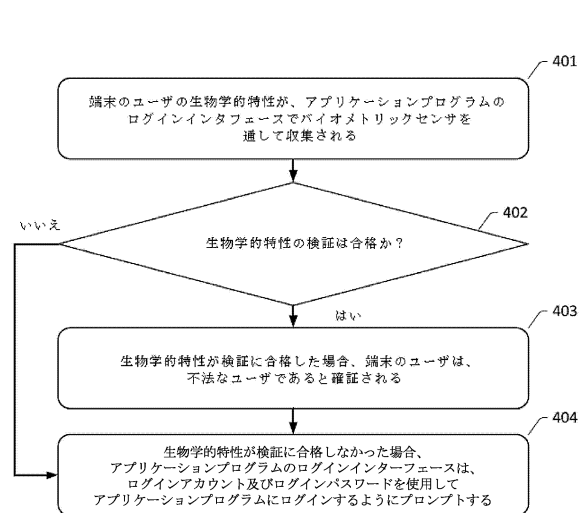 401
端末のユーザの生物学的特性が、アプリケーションプログラムの
ログインインタフェースでバイオメトリックセンサを
通して収集される
402
いいえ
生物学的特性の検証は合格か？
はい
403
生物学的特性が検証に合格した場合、端末のユーザは、
不法なユーザであると確証される
404
生物学的特性が検証に合格しなかった場合、
アプリケーションプログラムのログインインターフェースは、
ログインアカウント及びログインパスワードを使用して
アプリケーションプログラムにログインするようにプロンプトする